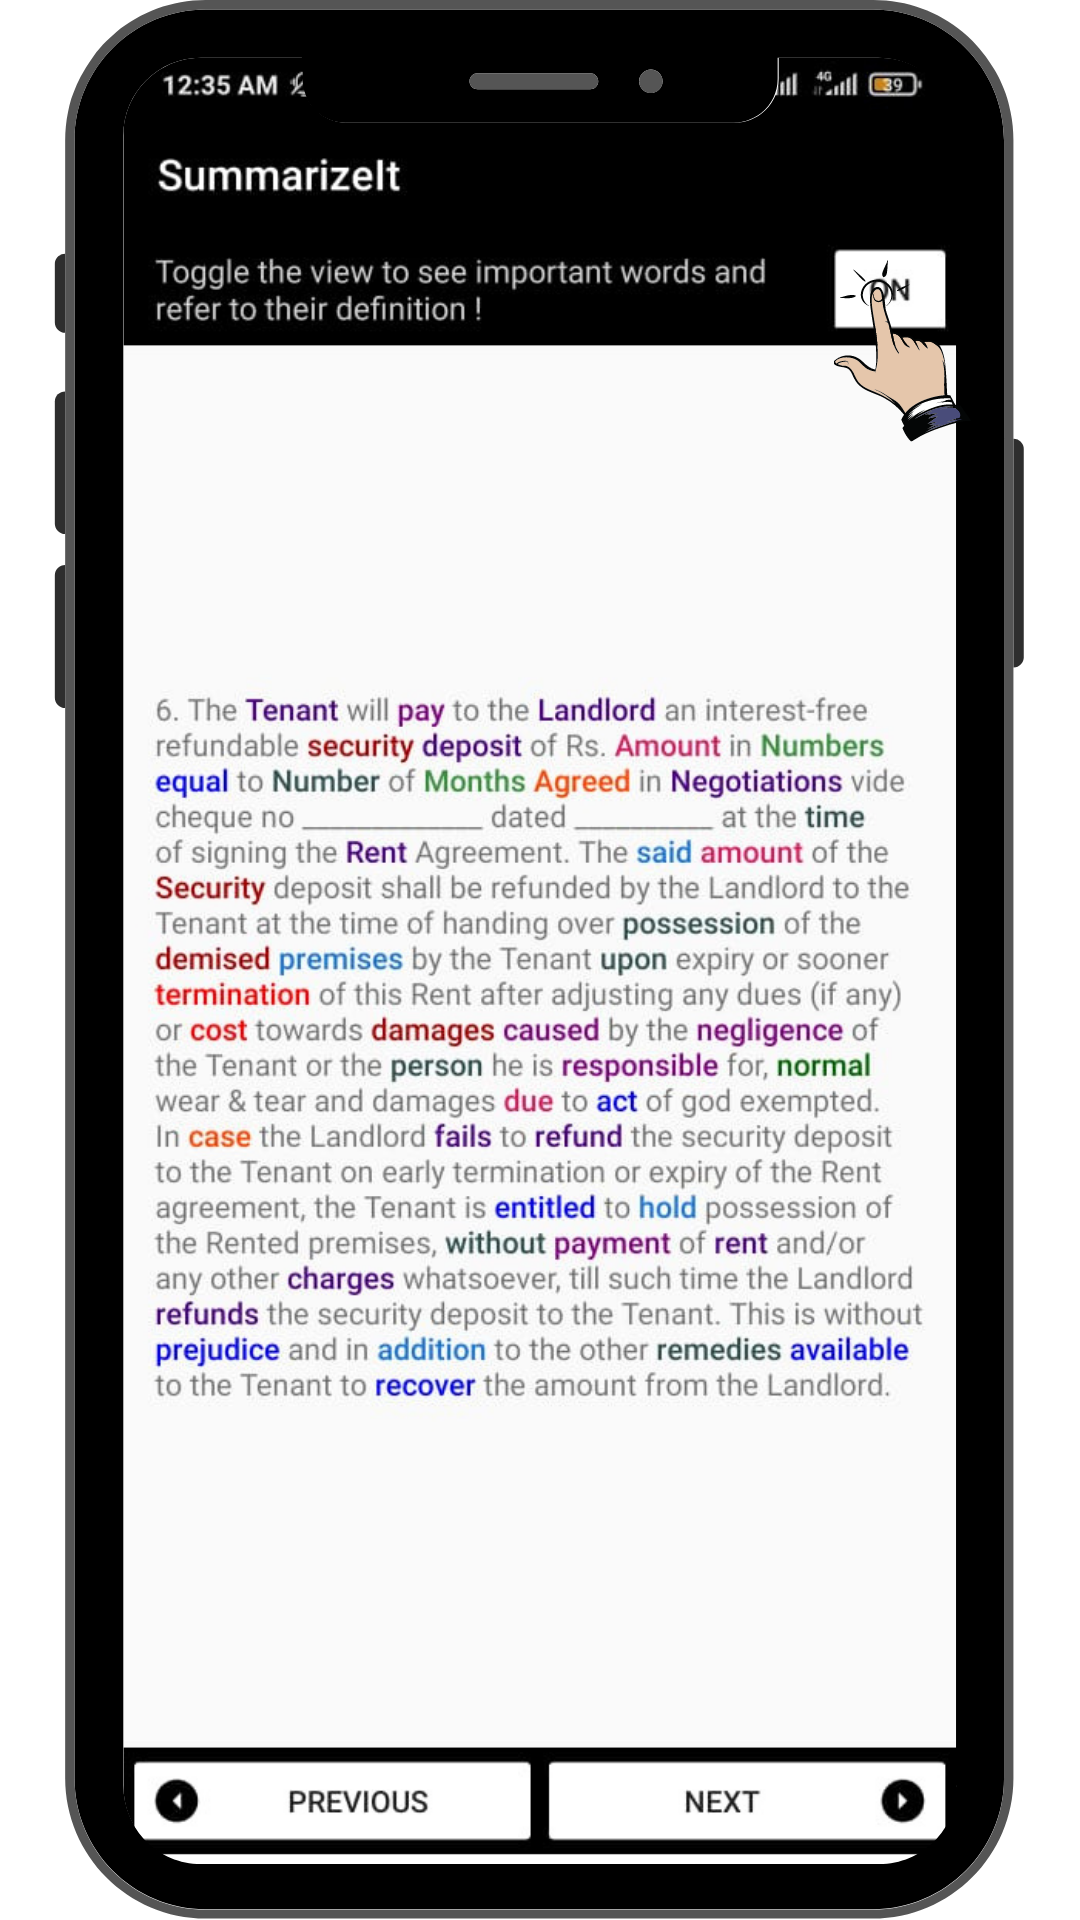 12:35 AM
4G
39
SummarizeIt
Toggle the view to see important words and
refer to their definition !
ON
6. The Tenant will pay to the Landlord an interest-free
refundable security deposit of Rs. Amount in Numbers
equal to Number of Months Agreed in Negotiations vide
cheque no _____________ dated __________ at the time
of signing the Rent Agreement. The said amount of the
Security deposit shall be refunded by the Landlord to the
Tenant at the time of handing over possession of the
demised premises by the Tenant upon expiry or sooner
termination of this Rent after adjusting any dues (if any)
or cost towards damages caused by the negligence of
the Tenant or the person he is responsible for, normal
wear & tear and damages due to act of god exempted.
In case the Landlord fails to refund the security deposit
to the Tenant on early termination or expiry of the Rent
agreement, the Tenant is entitled to hold possession of
the Rented premises, without payment of rent and/or
any other charges whatsoever, till such time the Landlord
refunds the security deposit to the Tenant. This is without
prejudice and in addition to the other remedies available
to the Tenant to recover the amount from the Landlord.
PREVIOUS
NEXT